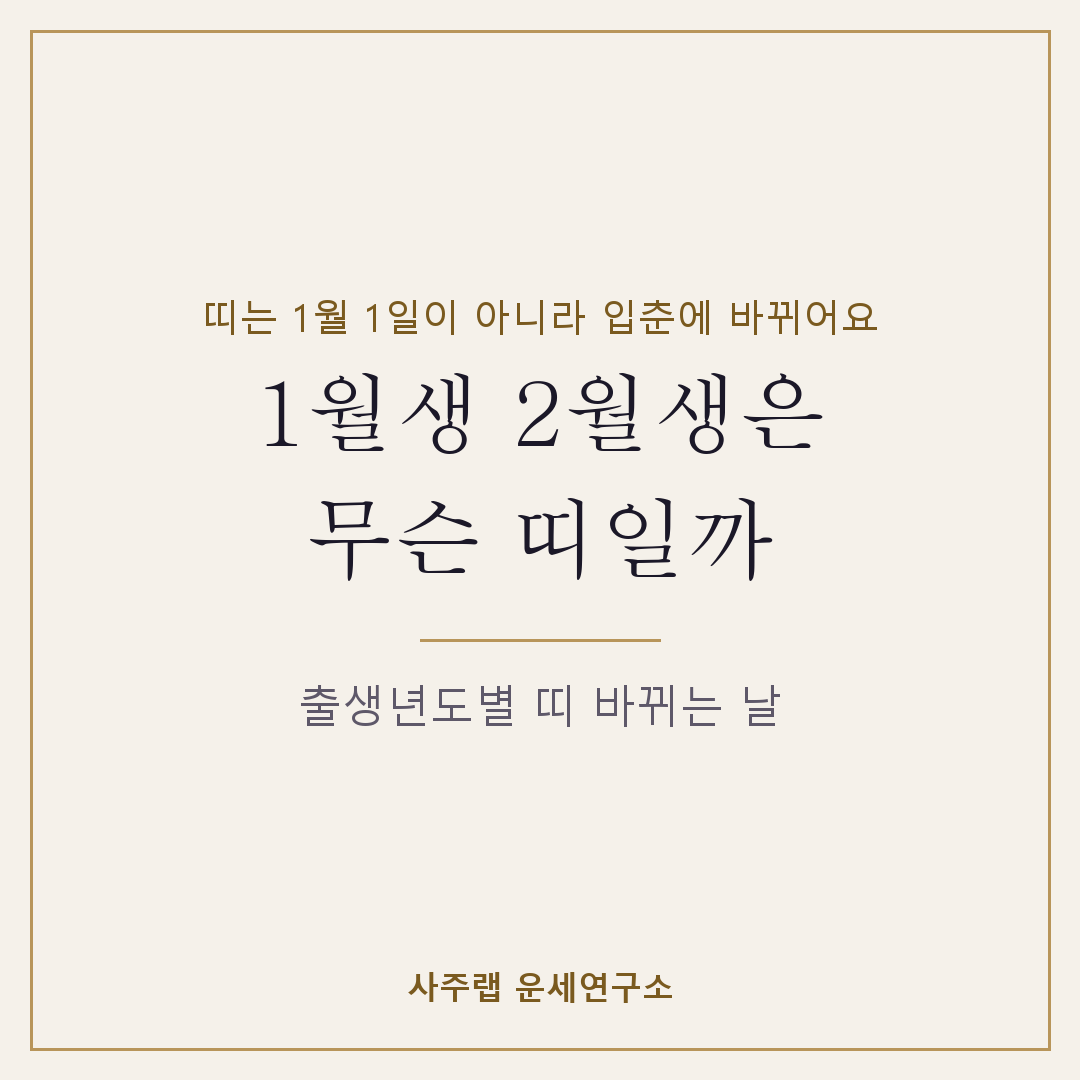 띠는 1월 1일이 아니라 입춘에 바뀌어요
1월생 2월생은
무슨 띠일까
출생년도별 띠 바뀌는 날
사주랩 운세연구소